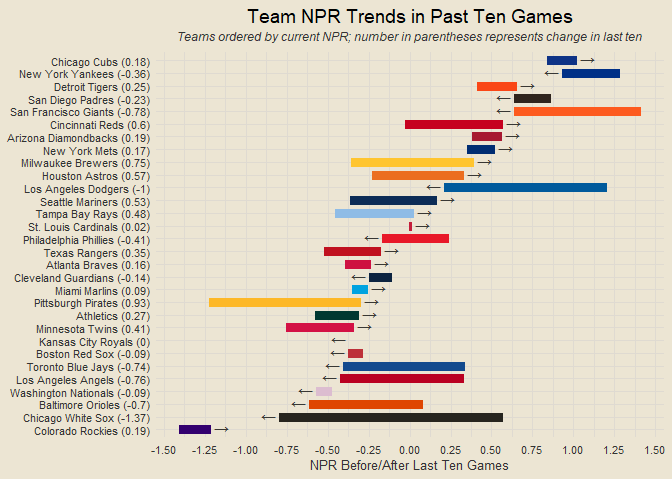 Team NPR Trends in Past Ten Games
Teams ordered by current NPR; number in parentheses represents change in last ten
Chicago Cubs (0.18)
New York Yankees (-0.36)
Detroit Tigers (0.25)
San Diego Padres (-0.23)
San Francisco Giants (-0.78)
Cincinnati Reds (0.6)
Arizona Diamondbacks (0.19)
New York Mets (0.17)
Milwaukee Brewers (0.75)
Houston Astros (0.57)
Los Angeles Dodgers (-1)
Seattle Mariners (0.53)
Tampa Bay Rays (0.48)
St. Louis Cardinals (0.02)
Philadelphia Phillies (-0.41)
Texas Rangers (0.35)
Atlanta Braves (0.16)
Cleveland Guardians (-0.14)
Miami Marlins (0.09)
Pittsburgh Pirates (0.93)
Athletics (0.27)
Minnesota Twins (0.41)
Kansas City Royals (0)
Boston Red Sox (-0.09)
Toronto Blue Jays (-0.74)
Los Angeles Angels (-0.76)
Washington Nationals (-0.09)
Baltimore Orioles (-0.7)
Chicago White Sox (-1.37)
Colorado Rockies (0.19)
-1.50 -1.25 -1.00 -0.75 -0.50 -0.25 0.00 0.25 0.50 0.75 1.00 1.25 1.50
NPR Before/After Last Ten Games